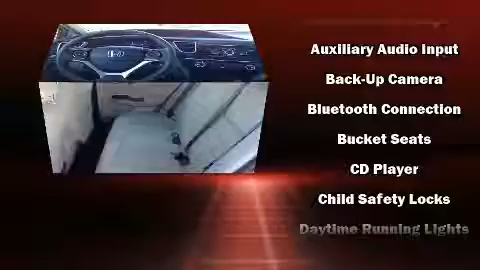 Auxiliary Audio Input
Back-Up Camera
Bluetooth Connection
Bucket Seats
CD Player
Child Safety Locks
Daytime Running Lights